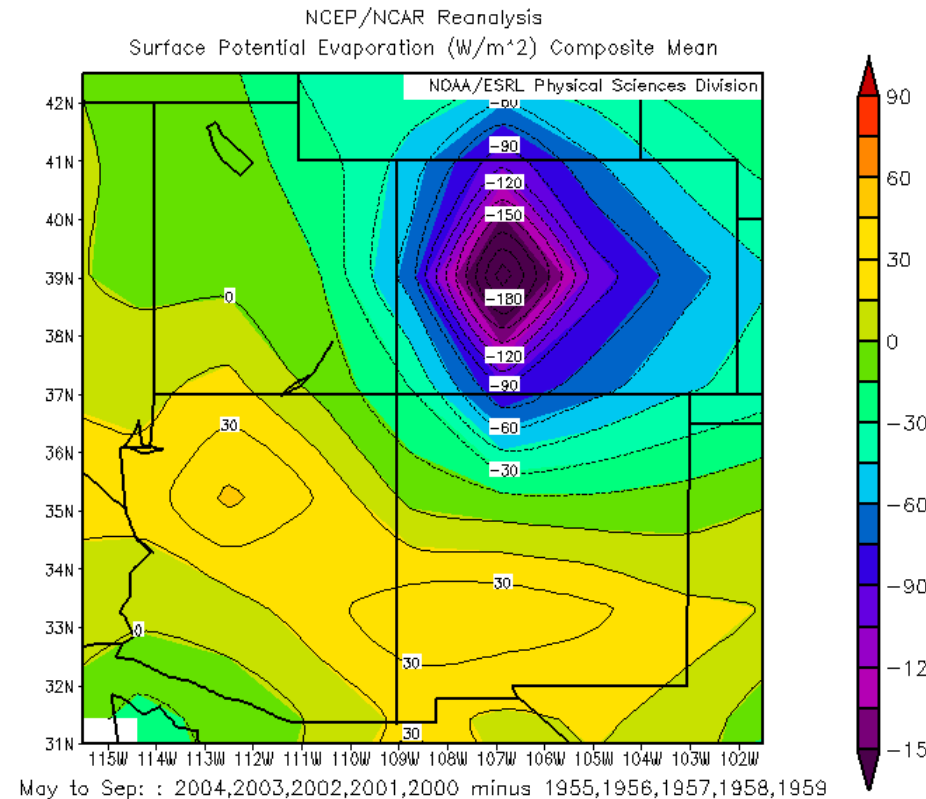 NCEP/NCAR Reanalysis
Surface Potential Evaporation (W/m^2) Composite Mean
NOAA/ESRL Physical Sciences Division
42N
41N
40N
39N
38N
37N
36N
35N
34N
33N
32N
31N
-60
-90
-120
-150
-180
-120
-90
-60
-30
0
30
30
0
30
30
90
60
30
0
-30
-60
-90
-12
-15
115W 114W 113W 112W 111W 110W 109W 108W 107W 106W 105W 104W 103W 102W
May to Sep: : 2004,2003,2002,2001,2000 minus 1955,1956,1957,1958,1959